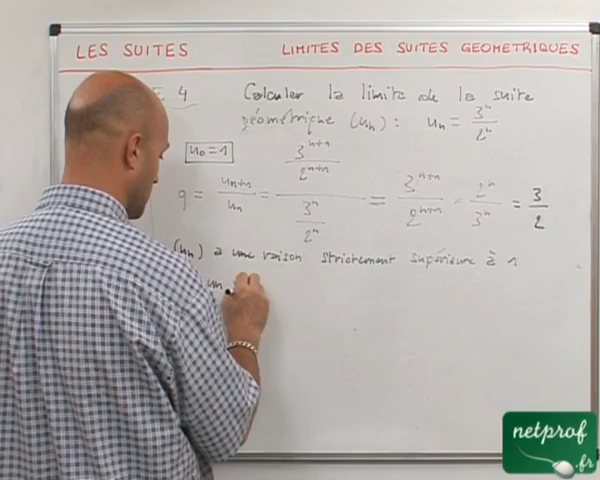 LES SUITES LIMITES DES SUITES GEOMETRIQUES
E 4 Calculer la limite de la suite
géométrique (un) : un = 3^n / 2^n
u0 = 1
q = un+1 / un = (3^n+1 / 2^n+1) / (3^n / 2^n) = 3^n+1 / 2^n+1 × 2^n / 3^n = 3 / 2
(un) a une raison strictement supérieure à 1
un
netprof
.fr